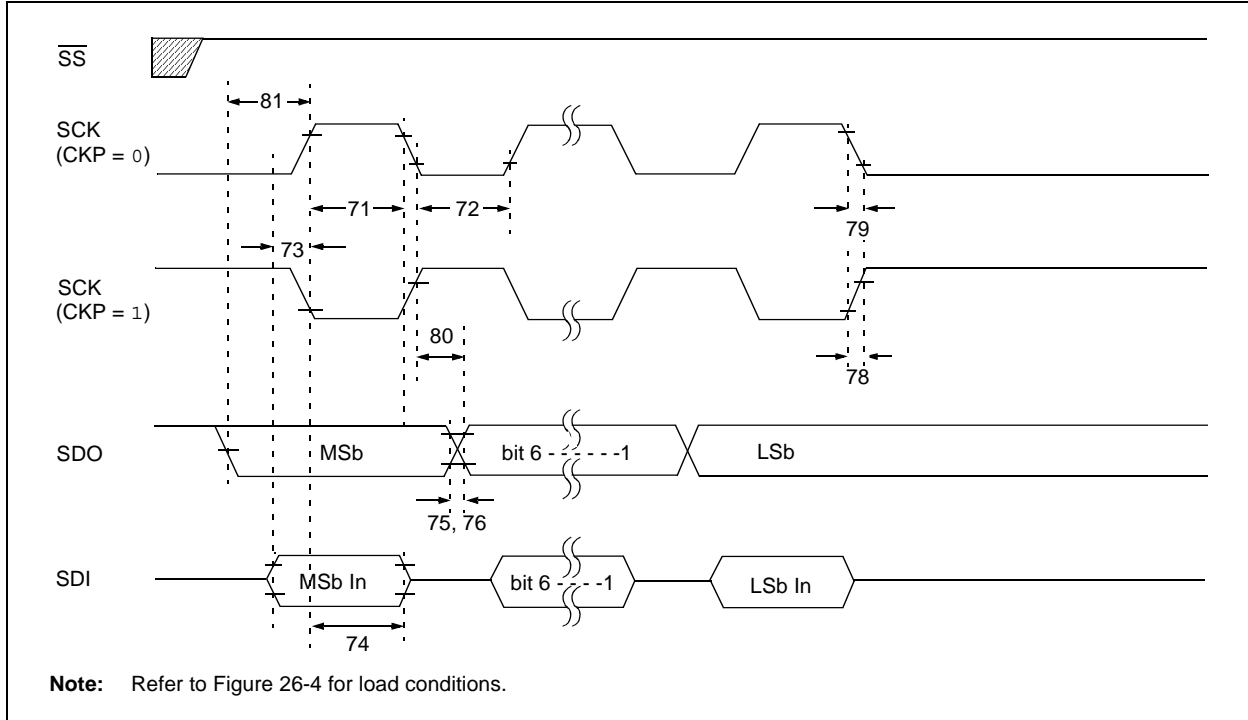 SS
81
SCK
(CKP = 0)
71
72
79
73
SCK
(CKP = 1)
80
78
SDO
MSb
bit 6 - - - - - -1
LSb
75, 76
SDI
MSb In
bit 6 - - - - -1
LSb In
74
Note: Refer to Figure 26-4 for load conditions.